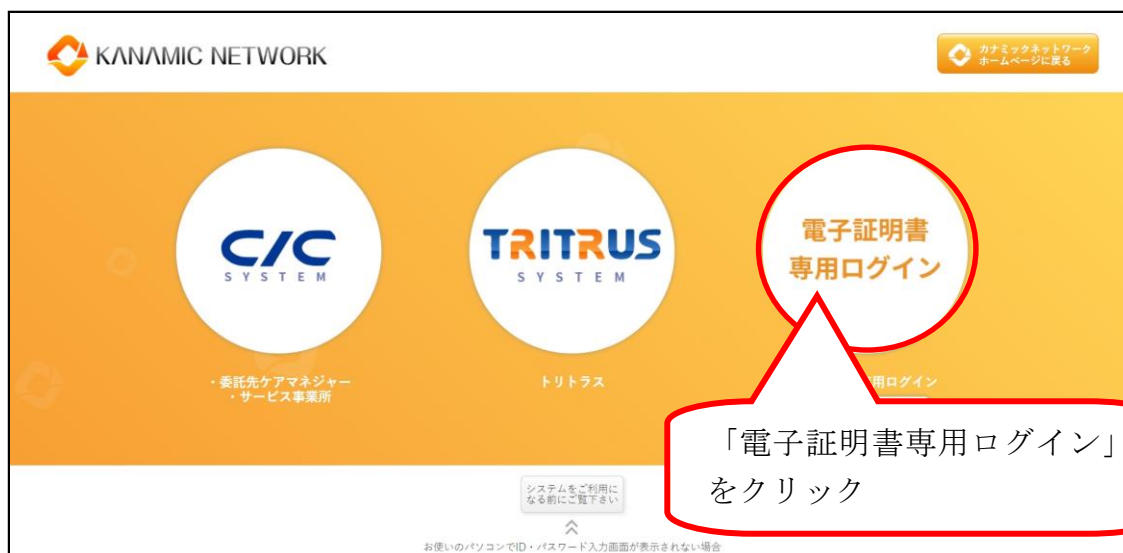 KANAMIC NETWORK
カナミックネットワーク
ホームページに戻る
C/C
SYSTEM
TRITRUS
SYSTEM
電子証明書
専用ログイン
・委託先ケアマネジャー
・サービス事業所
トリトラス
用ログイン
「電子証明書専用ログイン」
をクリック
システムをご利用に
なる前にご覧下さい
お使いのパソコンでID・パスワード入力画面が表示されない場合